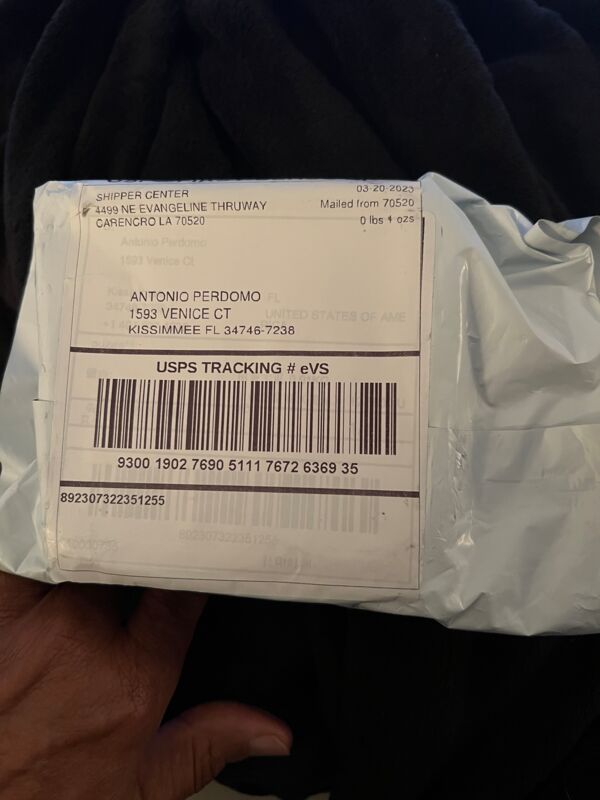 SHIPPER CENTER
03-20-2023
4499 NE EVANGELINE THRUWAY
Mailed from 70520
CARENCRO LA 70520
0 lbs 4 ozs
Antonio Perdomo
1593 Venice Ct
FL
UNITED STATES OF AME
ANTONIO PERDOMO
1593 VENICE CT
KISSIMMEE FL 34746-7238
USPS TRACKING # eVS
9300 1902 7690 5111 7672 6369 35
892307322351255
892307322351255